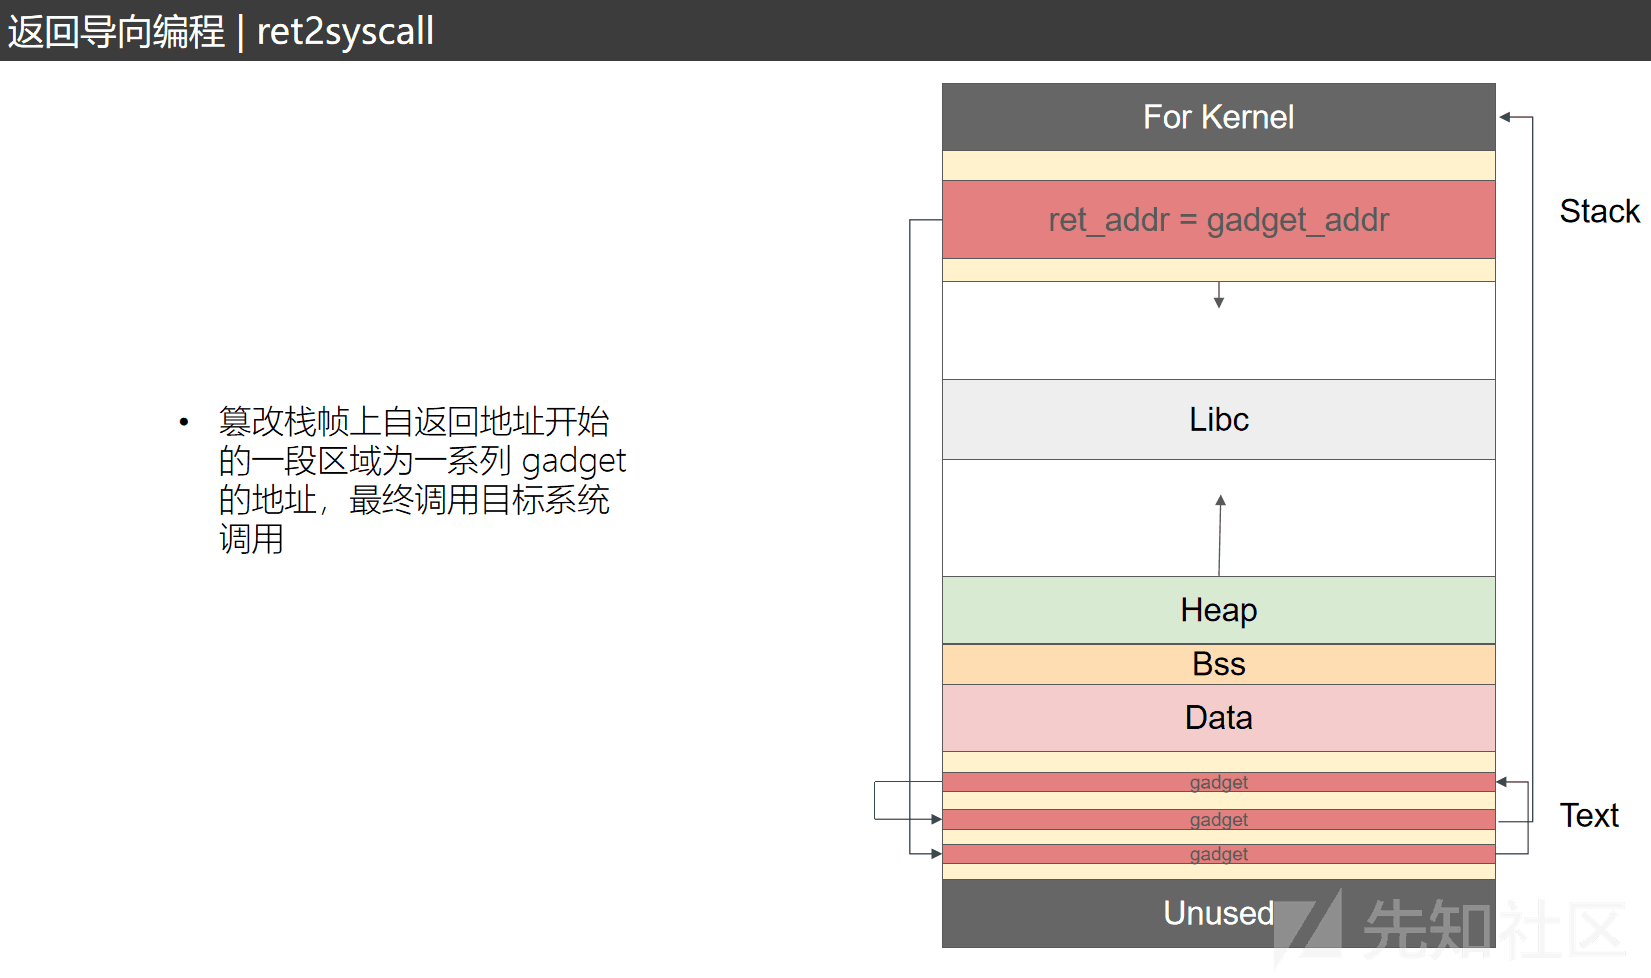 返回导向编程 | ret2syscall
For Kernel
ret_addr = gadget_addr
Stack
Libc
• 篡改栈帧上自返回地址开始
的一段区域为一系列 gadget
的地址，最终调用目标系统
调用
Heap
Bss
Data
gadget
gadget
Text
gadget
Unused
先知社区